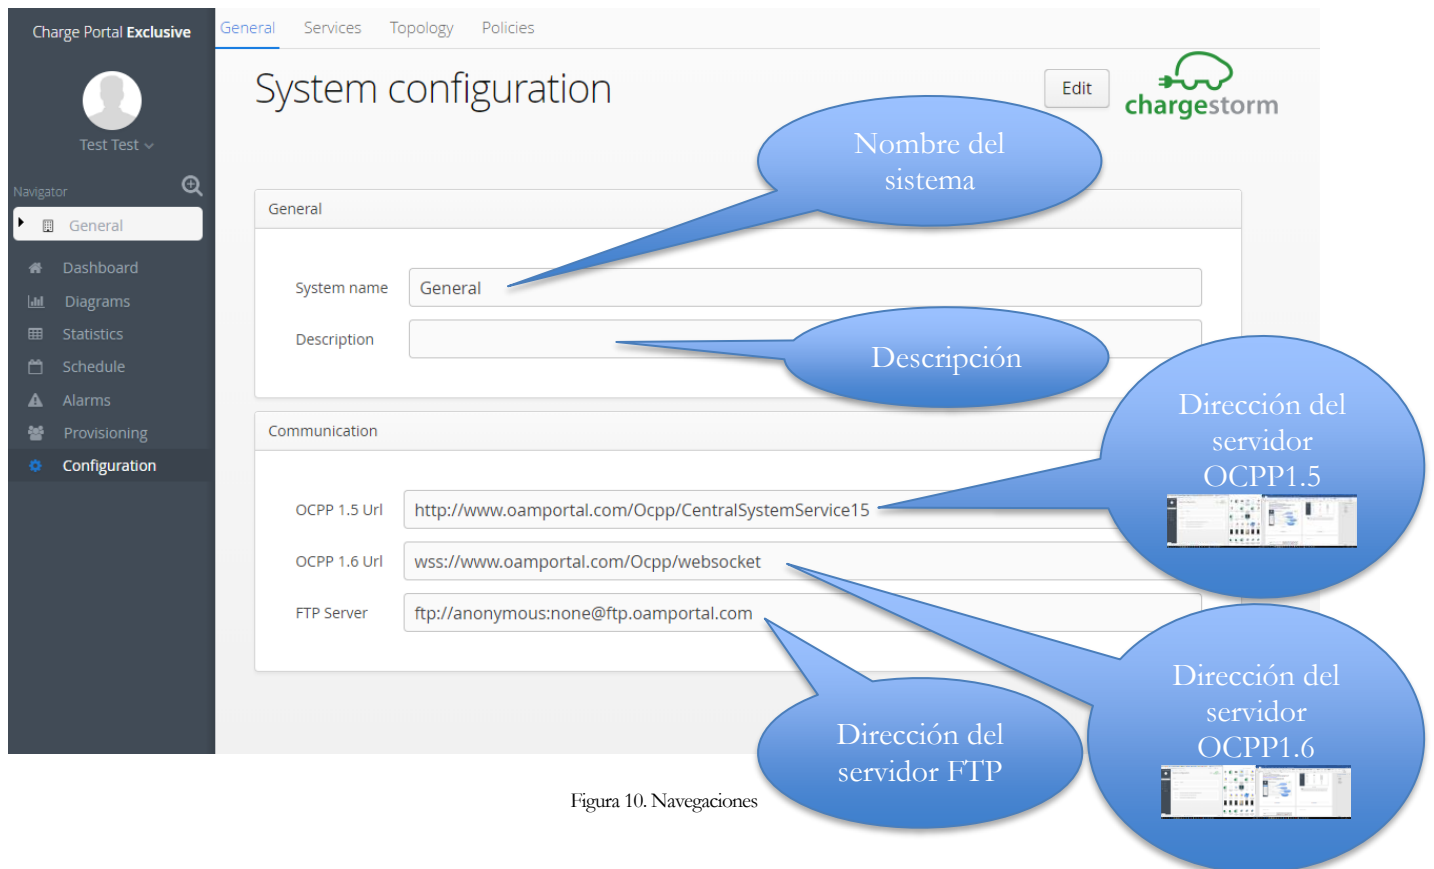 Charge Portal Exclusive
General Services Topology Policies
System configuration
Edit
chargestorm
Test Test
Navigator
General
Dashboard
Diagrams
Statistics
Schedule
Alarms
Provisioning
Configuration
Nombre del
sistema
General
System name General
Description
Descripción
Communication
OCPP 1.5 Url http://www.oamportal.com/Ocpp/CentralSystemService15
OCPP 1.6 Url wss://www.oamportal.com/Ocpp/websocket
FTP Server ftp://anonymous:none@ftp.oamportal.com
Dirección del
servidor
OCPP1.5
Dirección del
servidor
OCPP1.6
Dirección del
servidor FTP
Figura 10. Navegaciones